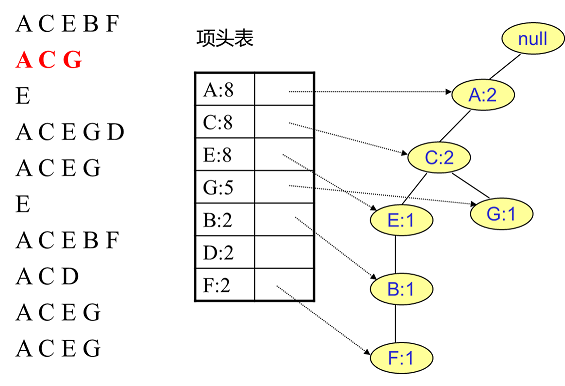 A C E B F
A C G
E
A C E G D
A C E G
E
A C E B F
A C D
A C E G
A C E G
项头表
A:8
C:8
E:8
G:5
B:2
D:2
F:2
null
A:2
C:2
E:1
G:1
B:1
F:1